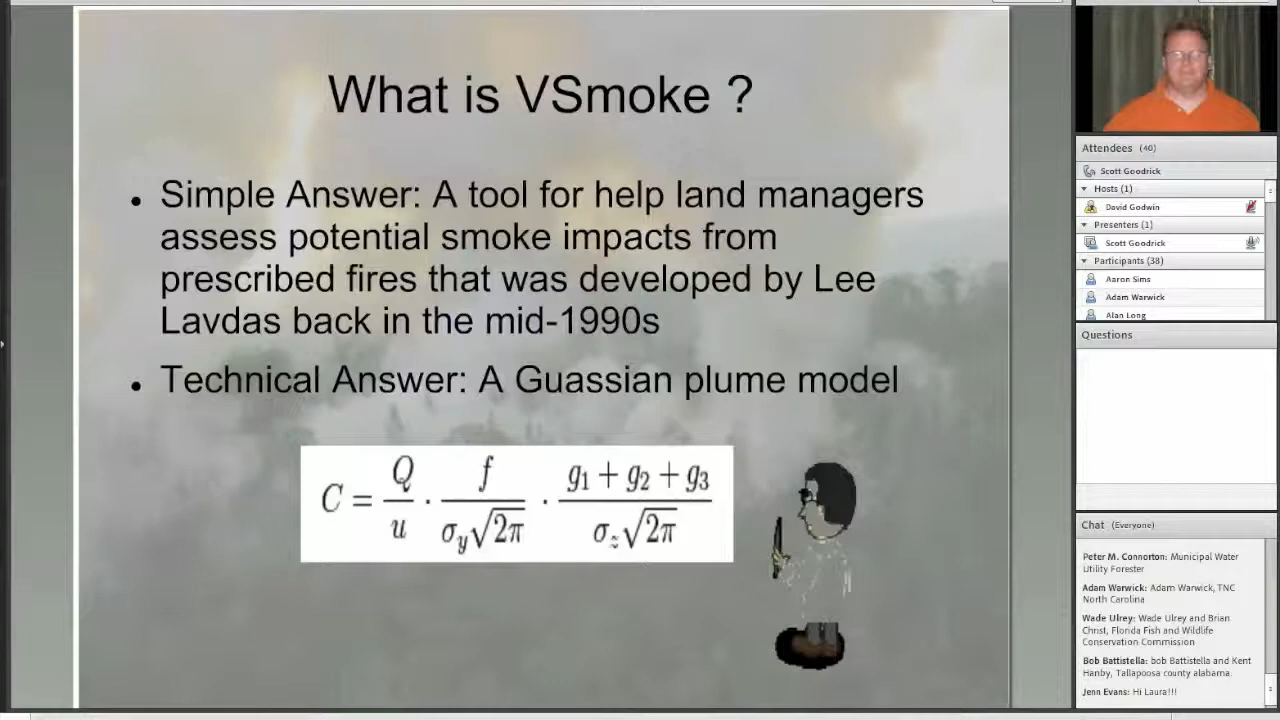 What is VSmoke ?
• Simple Answer: A tool for help land managers
assess potential smoke impacts from
prescribed fires that was developed by Lee
Lavdas back in the mid-1990s
• Technical Answer: A Guassian plume model
C = Q/u · f/(σ_y√2π) · (g₁ + g₂ + g₃)/(σ_z√2π)
Attendees (40)
Scott Goodrick
Hosts (1)
David Godwin
Presenters (1)
Scott Goodrick
Participants (38)
Aaron Sims
Adam Warwick
Alan Long
Questions
Chat (Everyone)
Peter M. Connorton: Municipal Water
Utility Forester
Adam Warwick: Adam Warwick, TNC
North Carolina
Wade Ulrey: Wade Ulrey and Brian
Christ, Florida Fish and Wildlife
Conservation Commission
Bob Battistella: bob Battistella and Kent
Hanby, Tallapoosa county alabama.
Jenn Evans: Hi Laura!!!